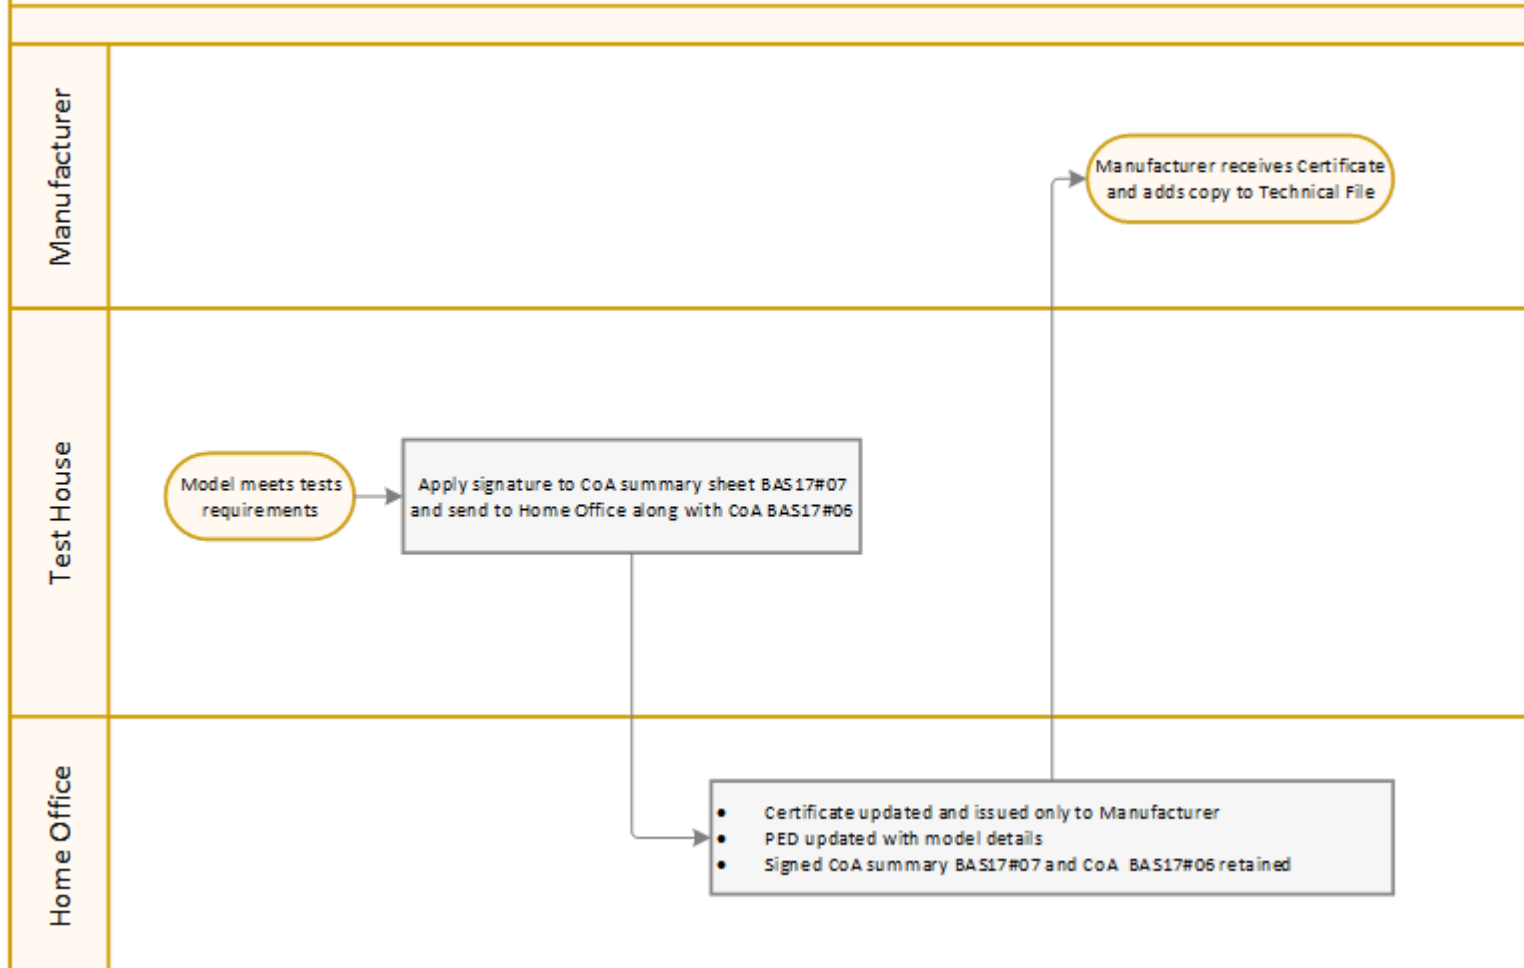 Manufacturer
Manufacturer receives Certificate
and adds copy to Technical File
Test House
Model meets tests
requirements
Apply signature to CoA summary sheet BAS17#07
and send to Home Office along with CoA BAS17#06
Home Office
• Certificate updated and issued only to Manufacturer
• PED updated with model details
• Signed CoA summary BAS17#07 and CoA BAS17#06 retained